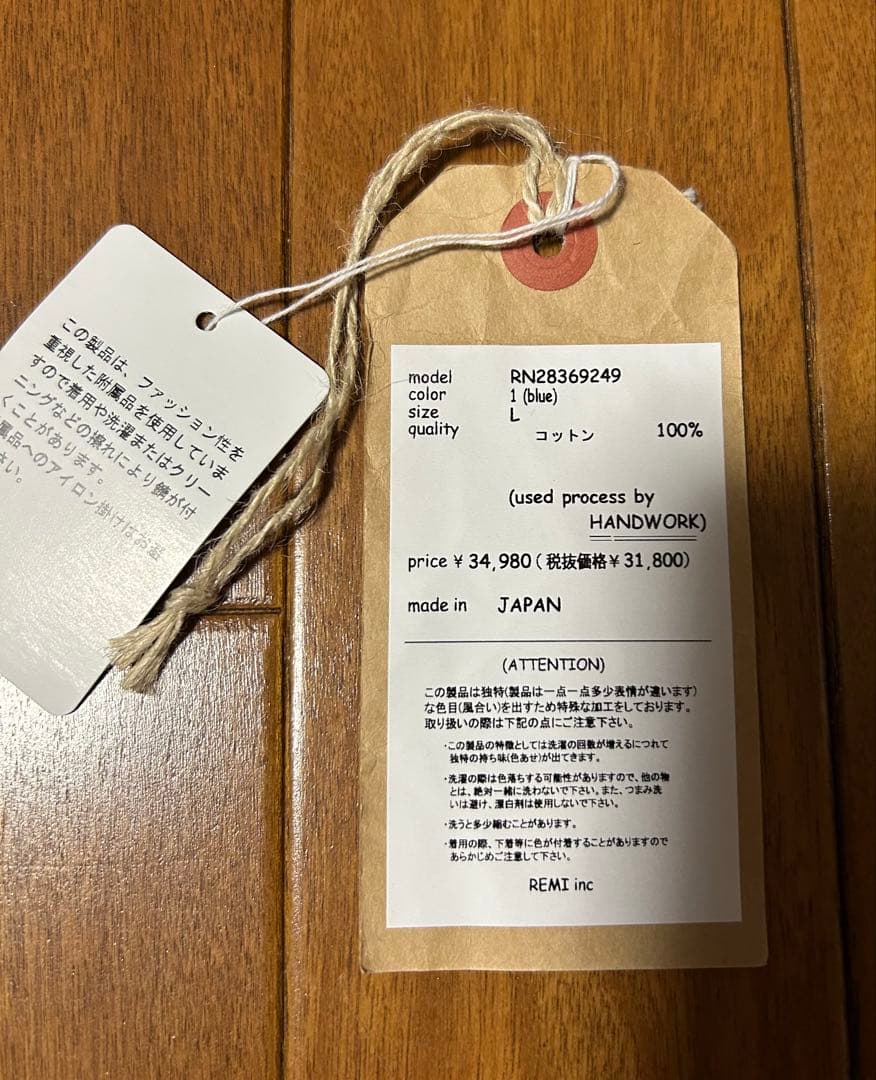 この製品は、ファッション性を
重視した附属品を使用していま
すので着用や洗濯またはクリー
ニングなどの擦れにより錆が付
くことがあります。
属品へのアイロン掛けはお避
さい。
model RN28369249
color 1 (blue)
size L
quality コットン 100%
(used process by
HANDWORK)
price ¥ 34,980 ( 税抜価格¥ 31,800)
made in JAPAN
(ATTENTION)
この製品は独特(製品は一点一点多少表情が違います)
な色目(風合い)を出すため特殊な加工をしております。
取り扱いの際は下記の点にご注意下さい。
・この製品の特徴としては洗濯の回数が増えるにつれて
独特の持ち味(色あせ)が出てきます。
・洗濯の際は色落ちする可能性がありますので、他の物
とは、絶対一緒に洗わないで下さい。また、つまみ洗
いは避け、漂白剤は使用しないで下さい。
・洗うと多少縮むことがあります。
・着用の際、下着等に色が付着することがありますので
あらかじめご注意して下さい。
REMI inc